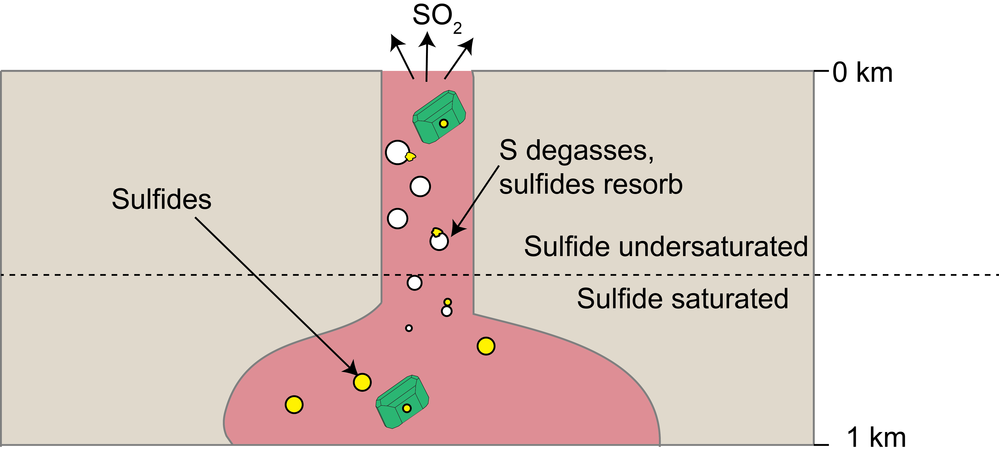 SO₂
0 km
S degasses,
sulfides resorb
Sulfides
Sulfide undersaturated
Sulfide saturated
1 km